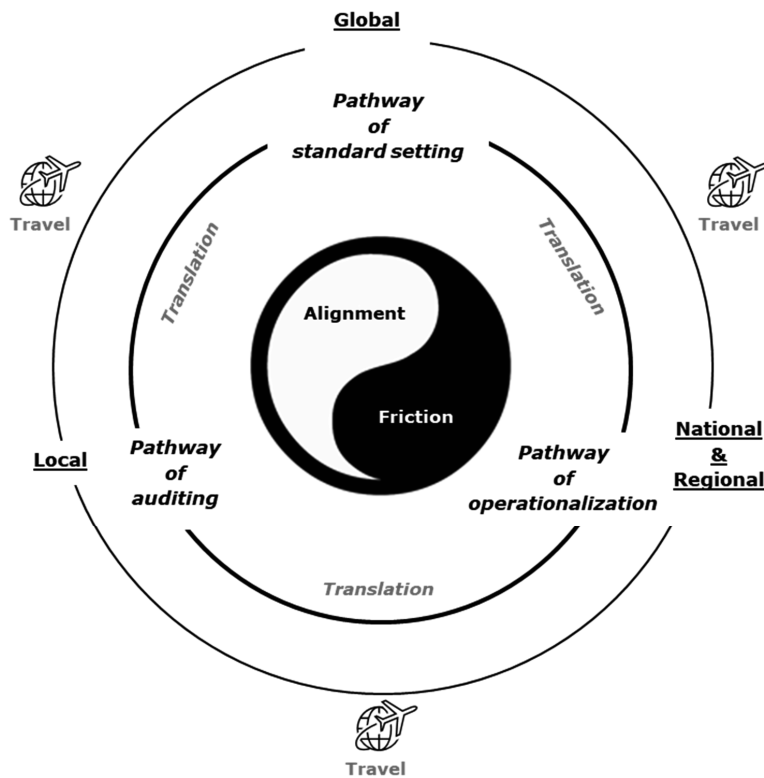 Global
Pathway
of
standard setting
Travel
Travel
Translation
Translation
Alignment
Friction
Local
Pathway
of
auditing
Pathway
of
operationalization
National
&
Regional
Translation
Travel